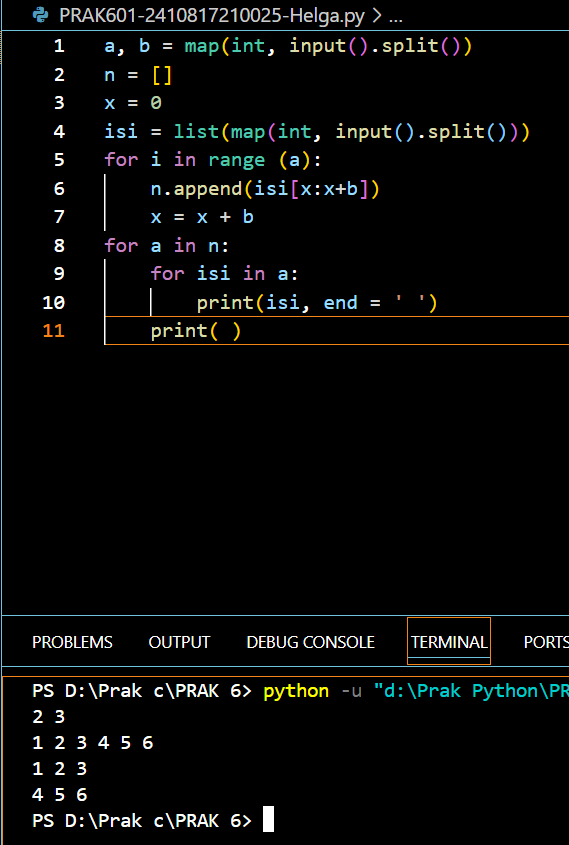 PRAK601-2410817210025-Helga.py > ...
1 a, b = map(int, input().split())
2 n = []
3 x = 0
4 isi = list(map(int, input().split()))
5 for i in range (a):
6 n.append(isi[x:x+b])
7 x = x + b
8 for a in n:
9 for isi in a:
10 print(isi, end = ' ')
11 print( )
PROBLEMS OUTPUT DEBUG CONSOLE TERMINAL PORTS
PS D:\Prak c\PRAK 6> python -u "d:\Prak Python\PR
2 3
1 2 3 4 5 6
1 2 3
4 5 6
PS D:\Prak c\PRAK 6>